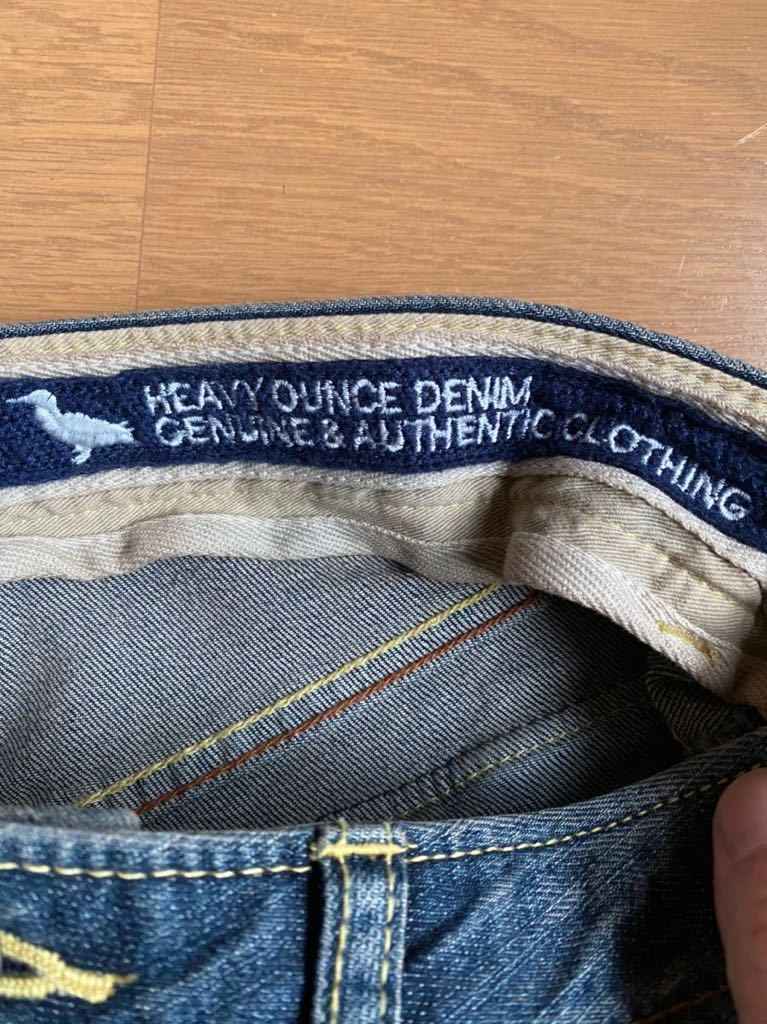 HEAVY OUNCE DENIM
GENUINE & AUTHENTIC CLOTHING